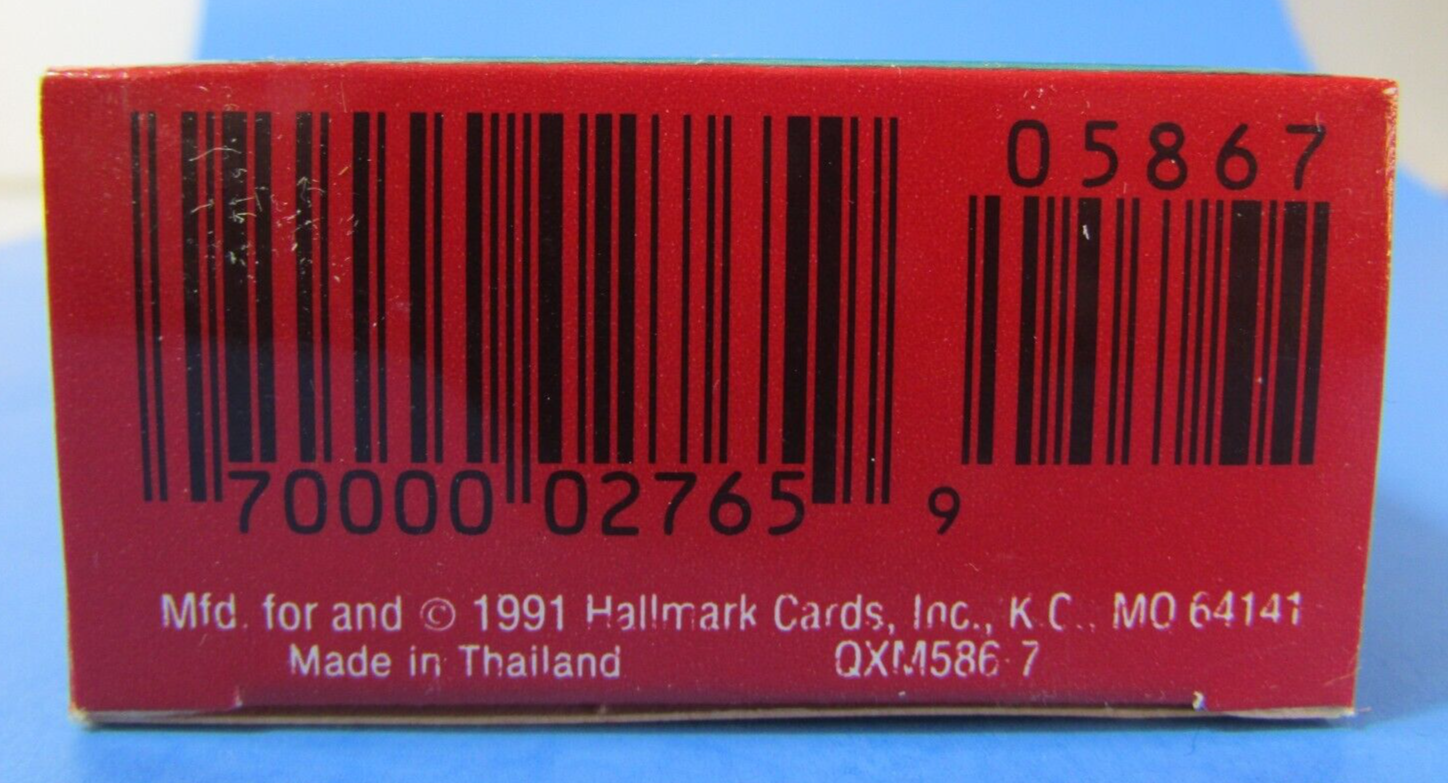 05867
70000 02765 9
Mfd. for and © 1991 Hallmark Cards, Inc., K.C., MO 64141
Made in Thailand QXM586-7